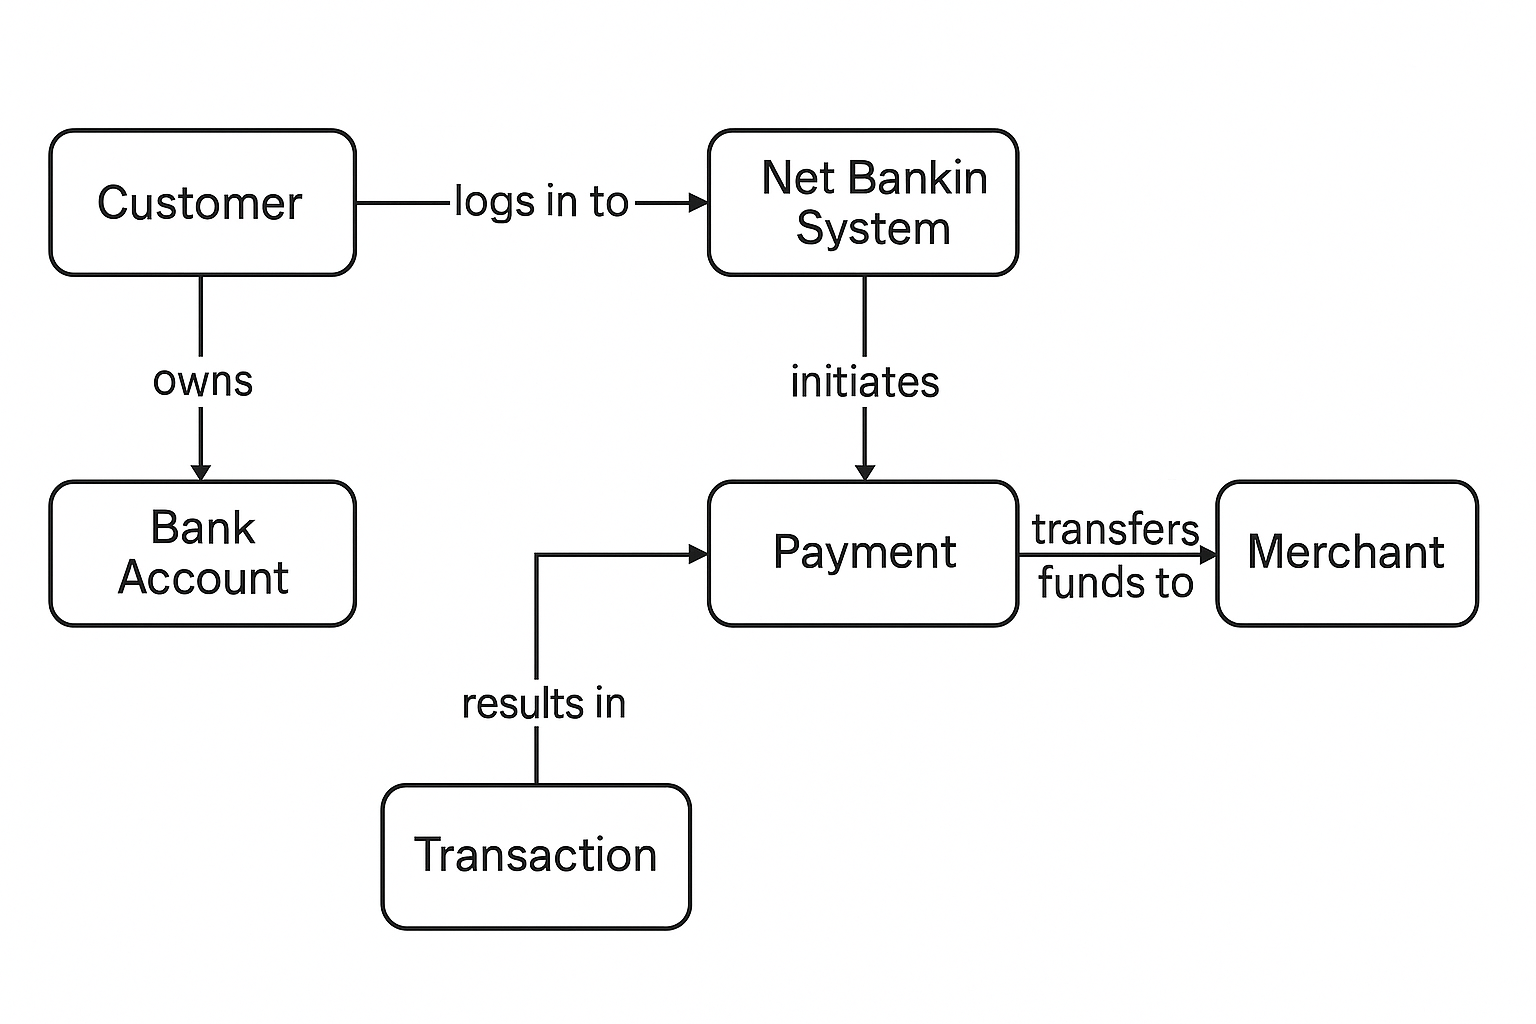 Customer
logs in to
Net Bankin
System
owns
initiates
Bank
Account
Payment
transfers
funds to
Merchant
results in
Transaction